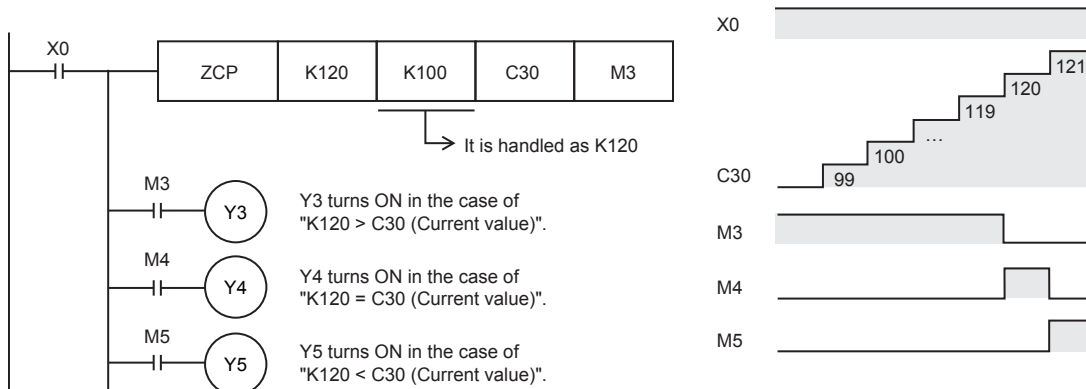 X0
ZCP K120 K100 C30 M3
It is handled as K120
M3
Y3
Y3 turns ON in the case of
"K120 > C30 (Current value)".
M4
Y4
Y4 turns ON in the case of
"K120 = C30 (Current value)".
M5
Y5
Y5 turns ON in the case of
"K120 < C30 (Current value)".
X0
121
120
119
...
100
99
C30
M3
M4
M5